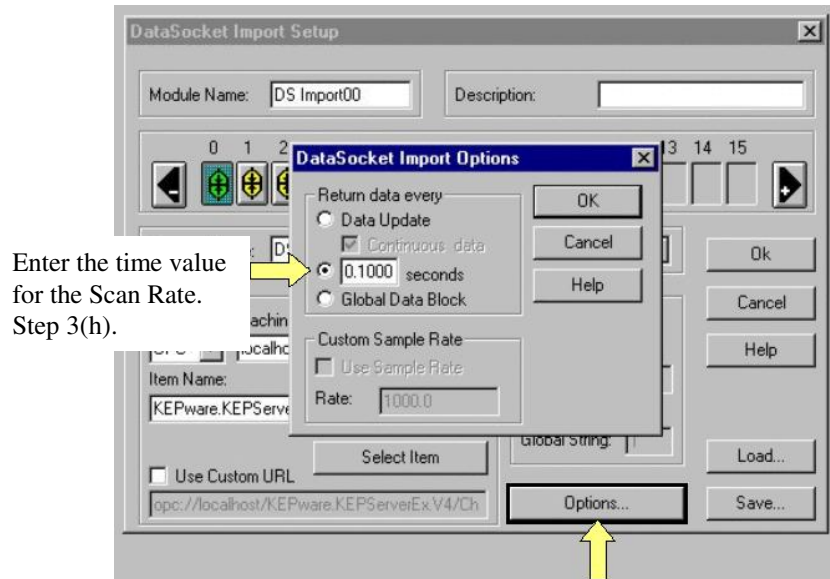 DataSocket Import Setup
Module Name: DS Import00 Description:
0 1 2 13 14 15
DataSocket Import Options
Return data every
Data Update
Continuous data
0.1000 seconds
Global Data Block
Custom Sample Rate
Use Sample Rate
Rate: 1000.0
OK
Cancel
Help
Enter the time value
for the Scan Rate.
Step 3(h).
Item Name:
KEPware.KEPServe
Select Item
Use Custom URL
opc://localhost/KEPware.KEPServerEx.V4/Ch
Global String: 1
Options...
Ok
Cancel
Help
Load...
Save...